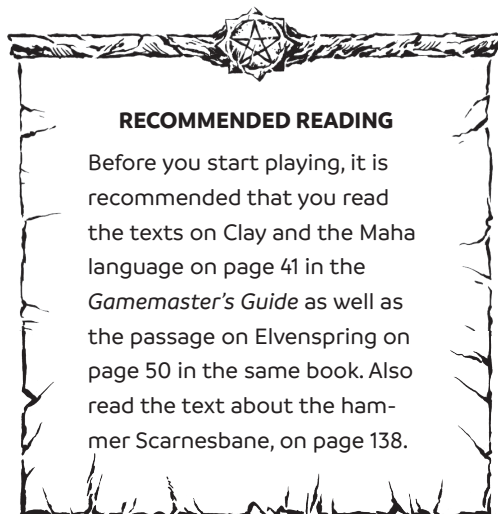 RECOMMENDED READING
Before you start playing, it is
recommended that you read
the texts on Clay and the Maha
language on page 41 in the
Gamemaster's Guide as well as
the passage on Elvenspring on
page 50 in the same book. Also
read the text about the ham-
mer Scarnesbane, on page 138.